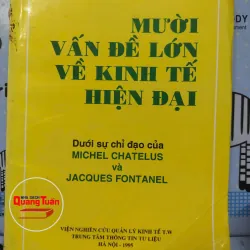 MƯỜI
VẤN ĐỀ LỚN
VỀ KINH TẾ
HIỆN ĐẠI
Dưới sự chỉ đạo của
MICHEL CHATELUS
và
JACQUES FONTANEL
Quang Tuân
VIỆN NGHIÊN CỨU QUẢN LÝ KINH TẾ T.W
TRUNG TÂM THÔNG TIN TƯ LIỆU
HÀ NỘI - 1995